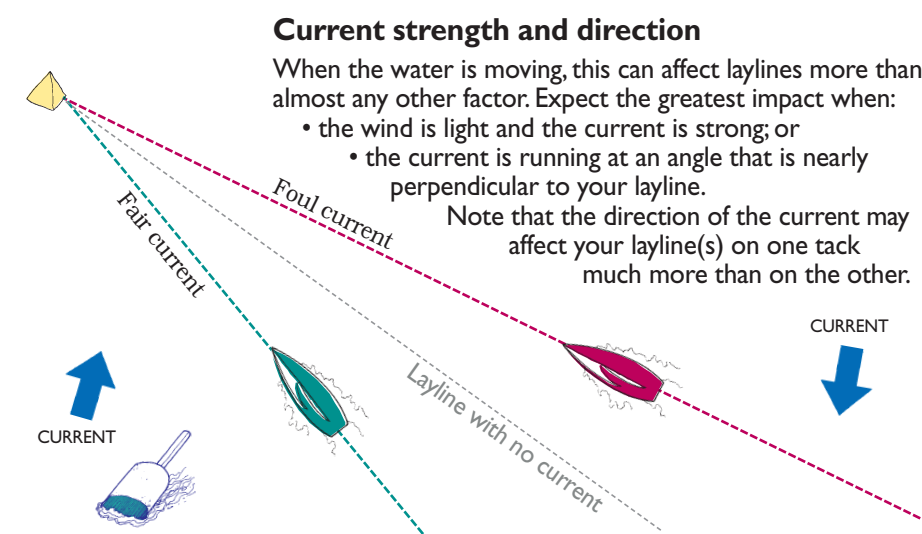 Current strength and direction
When the water is moving, this can affect laylines more than
almost any other factor. Expect the greatest impact when:
• the wind is light and the current is strong; or
• the current is running at an angle that is nearly
perpendicular to your layline.
Note that the direction of the current may
affect your layline(s) on one tack
much more than on the other.
Foul current
Fair current
Layline with no current
CURRENT
CURRENT